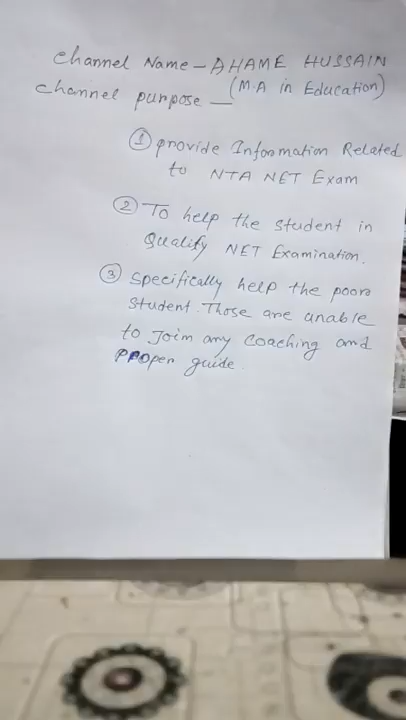 Channel Name - AHAME HUSSAIN
(M.A in Education)
Channel purpose —
① provide Information Related
to NTA NET Exam
② To help the student in
Qualify NET Examination.
③ Specifically help the poor
Student. Those are unable
to Join any Coaching and
proper guide.